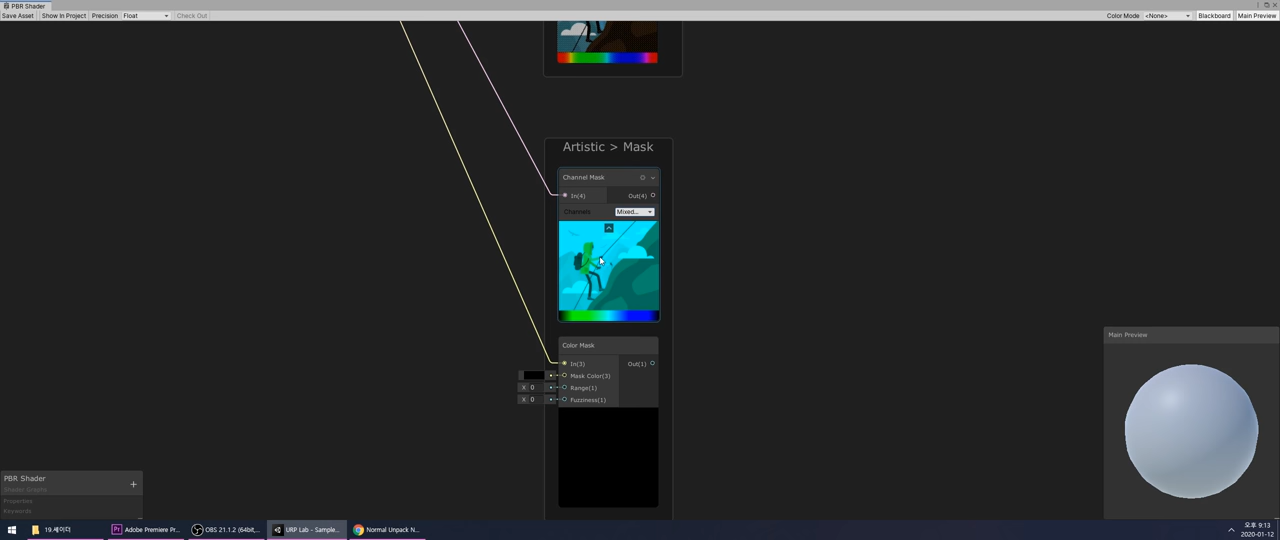 PBR Shader
Save Asset Show In Project Precision Float Check Out Color Mode <None> Blackboard Main Preview
Artistic > Mask
Channel Mask
In(4) Out(4)
Channels Mixed...
Color Mask
In(3) Out(1)
Mask Color(3)
X 0 Range(1)
X 0 Fuzziness(1)
Main Preview
PBR Shader
Shader Graphs
Properties
Keywords
19.셰이더 Adobe Premiere Pr... OBS 21.1.2 (64bit,... URP Lab - Sample... Normal Unpack N...
오후 9:13
2020-01-12